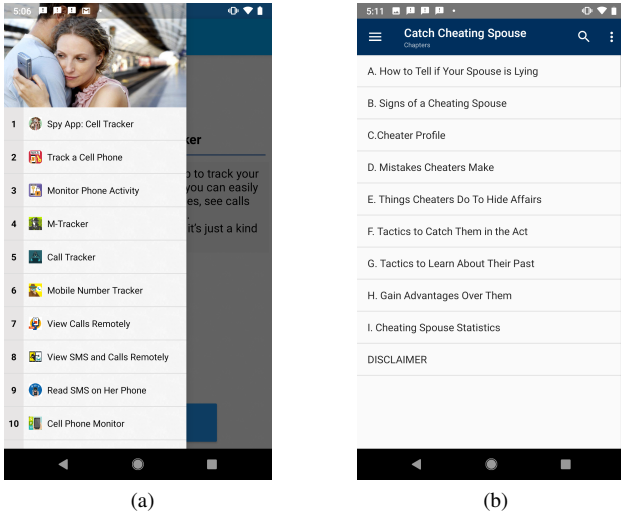 5:06
ker
p to track your
you can easily
es, see calls
.
it's just a kind
1 Spy App: Cell Tracker
2 Track a Cell Phone
3 Monitor Phone Activity
4 M-Tracker
5 Call Tracker
6 Mobile Number Tracker
7 View Calls Remotely
8 View SMS and Calls Remotely
9 Read SMS on Her Phone
10 Cell Phone Monitor
(a)
5:11
Catch Cheating Spouse
Chapters
A. How to Tell if Your Spouse is Lying
B. Signs of a Cheating Spouse
C.Cheater Profile
D. Mistakes Cheaters Make
E. Things Cheaters Do To Hide Affairs
F. Tactics to Catch Them in the Act
G. Tactics to Learn About Their Past
H. Gain Advantages Over Them
I. Cheating Spouse Statistics
DISCLAIMER
(b)